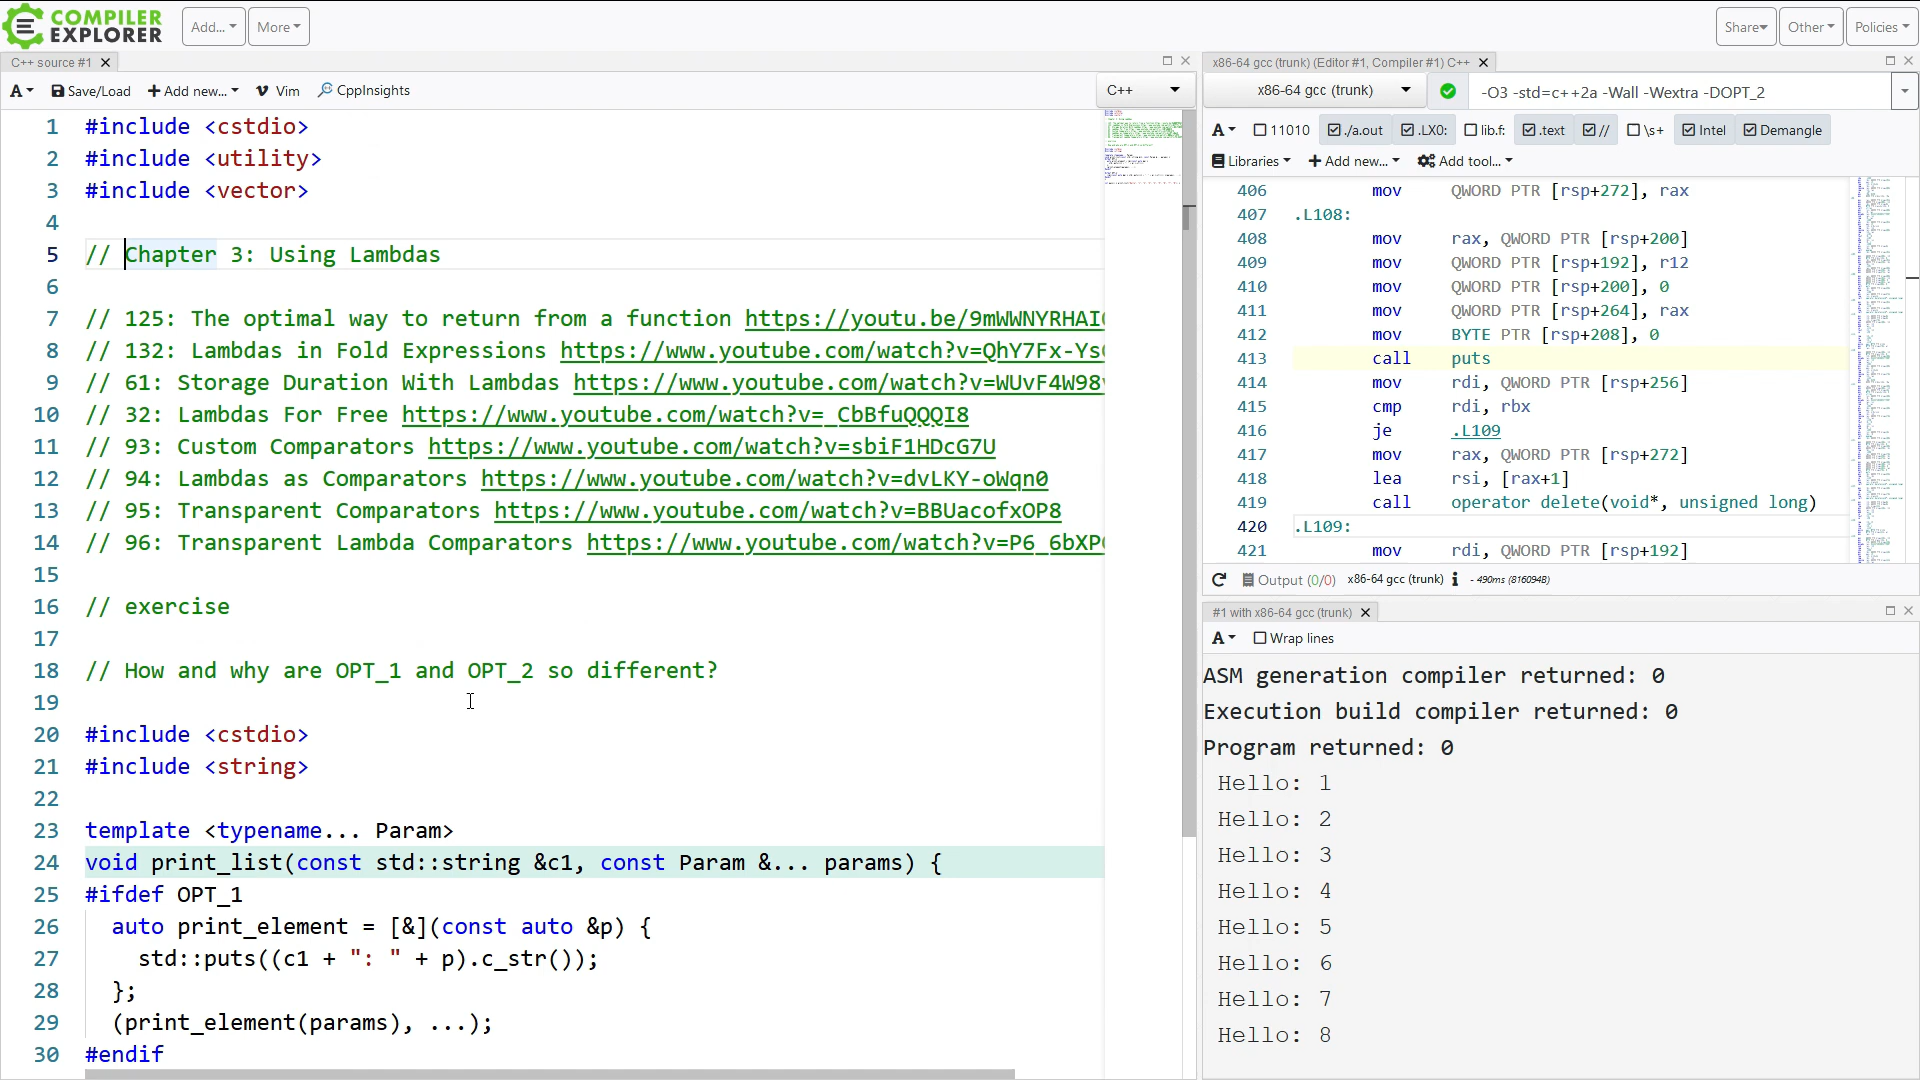 COMPILER EXPLORER Add... More Share Other Policies
C++ source #1
A Save/Load Add new... Vim CppInsights C++
1 #include <cstdio>
2 #include <utility>
3 #include <vector>
4
5 // Chapter 3: Using Lambdas
6
7 // 125: The optimal way to return from a function https://youtu.be/9mWWNYRHAI
8 // 132: Lambdas in Fold Expressions https://www.youtube.com/watch?v=QhY7Fx-Ys
9 // 61: Storage Duration With Lambdas https://www.youtube.com/watch?v=WUvF4W98
10 // 32: Lambdas For Free https://www.youtube.com/watch?v=_CbBfuQQQI8
11 // 93: Custom Comparators https://www.youtube.com/watch?v=sbiF1HDcG7U
12 // 94: Lambdas as Comparators https://www.youtube.com/watch?v=dvLKY-oWqn0
13 // 95: Transparent Comparators https://www.youtube.com/watch?v=BBUacofxOP8
14 // 96: Transparent Lambda Comparators https://www.youtube.com/watch?v=P6_6bXP
15
16 // exercise
17
18 // How and why are OPT_1 and OPT_2 so different?
19
20 #include <cstdio>
21 #include <string>
22
23 template <typename... Param>
24 void print_list(const std::string &c1, const Param &... params) {
25 #ifdef OPT_1
26 auto print_element = [&](const auto &p) {
27 std::puts((c1 + ": " + p).c_str());
28 };
29 (print_element(params), ...);
30 #endif
x86-64 gcc (trunk) (Editor #1, Compiler #1) C++
x86-64 gcc (trunk) -O3 -std=c++2a -Wall -Wextra -DOPT_2
A 11010 ./a.out .LX0: lib.f: .text // \s+ Intel Demangle
Libraries Add new... Add tool...
406 mov QWORD PTR [rsp+272], rax
407 .L108:
408 mov rax, QWORD PTR [rsp+200]
409 mov QWORD PTR [rsp+192], r12
410 mov QWORD PTR [rsp+200], 0
411 mov QWORD PTR [rsp+264], rax
412 mov BYTE PTR [rsp+208], 0
413 call puts
414 mov rdi, QWORD PTR [rsp+256]
415 cmp rdi, rbx
416 je .L109
417 mov rax, QWORD PTR [rsp+272]
418 lea rsi, [rax+1]
419 call operator delete(void*, unsigned long)
420 .L109:
421 mov rdi, QWORD PTR [rsp+192]
Output (0/0) x86-64 gcc (trunk) i - 490ms (816094B)
#1 with x86-64 gcc (trunk)
A Wrap lines
ASM generation compiler returned: 0
Execution build compiler returned: 0
Program returned: 0
Hello: 1
Hello: 2
Hello: 3
Hello: 4
Hello: 5
Hello: 6
Hello: 7
Hello: 8